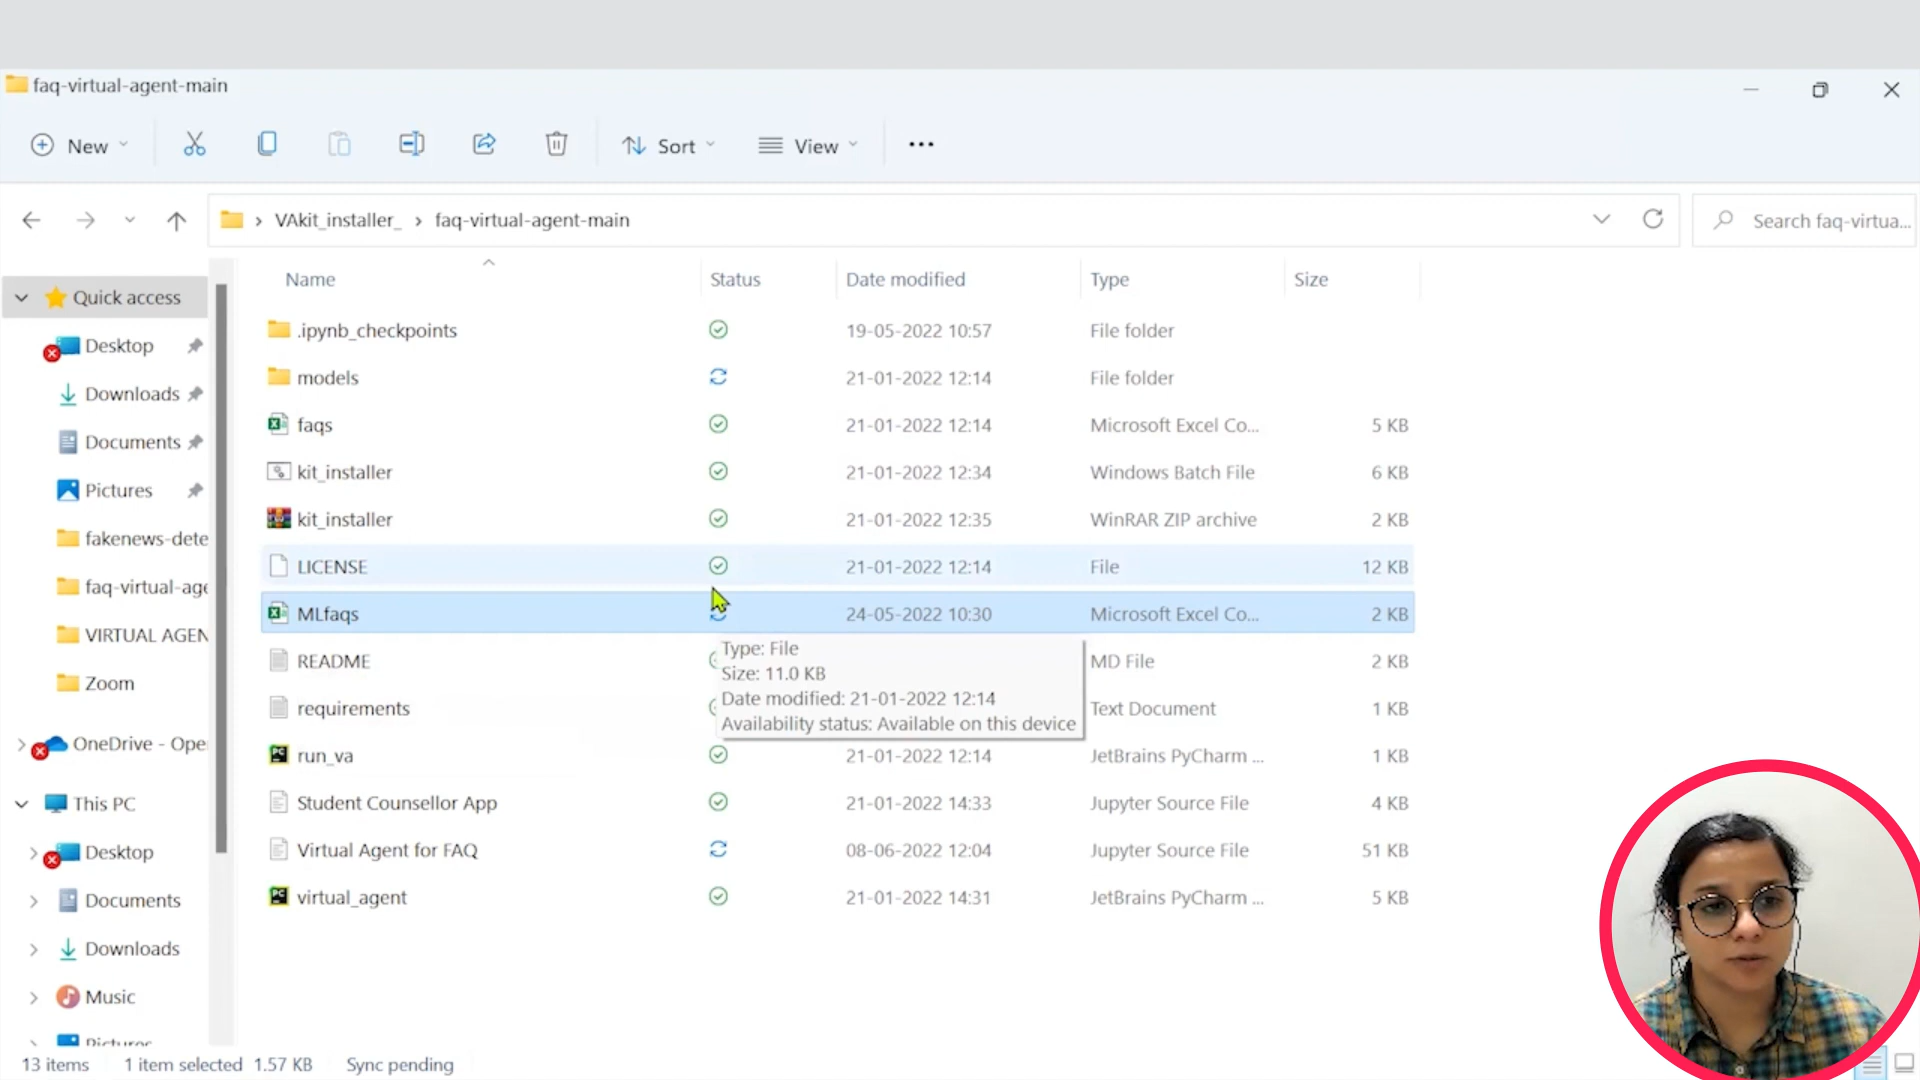 faq-virtual-agent-main
New
Sort
View
VAkit_installer_ > faq-virtual-agent-main
Search faq-virtua...
Name Status Date modified Type Size
Quick access
Desktop
Downloads
Documents
Pictures
fakenews-dete
faq-virtual-age
VIRTUAL AGEN
Zoom
OneDrive - Ope
This PC
Desktop
Documents
Downloads
Music
Pictures
.ipynb_checkpoints 19-05-2022 10:57 File folder
models 21-01-2022 12:14 File folder
faqs 21-01-2022 12:14 Microsoft Excel Co... 5 KB
kit_installer 21-01-2022 12:34 Windows Batch File 6 KB
kit_installer 21-01-2022 12:35 WinRAR ZIP archive 2 KB
LICENSE 21-01-2022 12:14 File 12 KB
MLfaqs 24-05-2022 10:30 Microsoft Excel Co... 2 KB
README MD File 2 KB
requirements Text Document 1 KB
run_va 21-01-2022 12:14 JetBrains PyCharm ... 1 KB
Student Counsellor App 21-01-2022 14:33 Jupyter Source File 4 KB
Virtual Agent for FAQ 08-06-2022 12:04 Jupyter Source File 51 KB
virtual_agent 21-01-2022 14:31 JetBrains PyCharm ... 5 KB
Type: File
Size: 11.0 KB
Date modified: 21-01-2022 12:14
Availability status: Available on this device
13 items 1 item selected 1.57 KB Sync pending